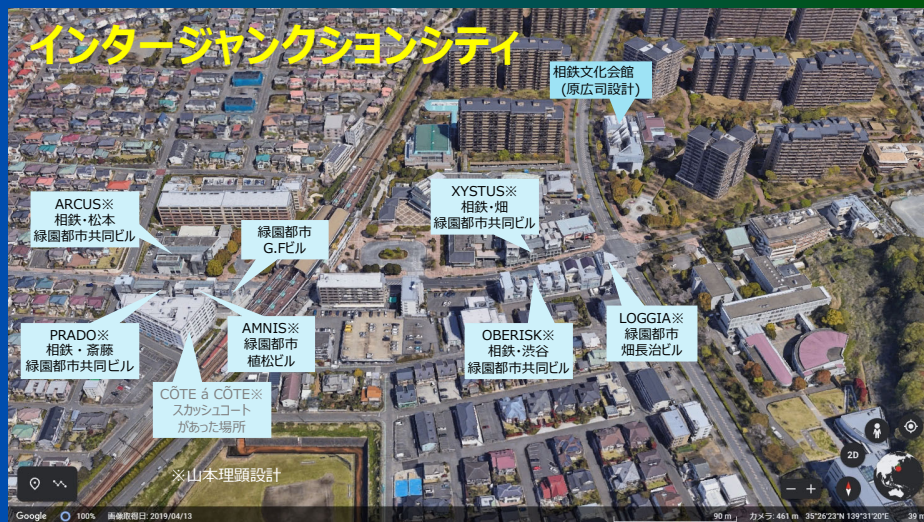 インタージャンクションシティ
相鉄文化会館
(原広司設計)
ARCUS※
相鉄・松本
緑園都市共同ビル
緑園都市
G.Fビル
XYSTUS※
相鉄・畑
緑園都市共同ビル
PRADO※
相鉄・斎藤
緑園都市共同ビル
AMNIS※
緑園都市
植松ビル
OBERISK※
相鉄・渋谷
緑園都市共同ビル
LOGGIA※
緑園都市
畑長治ビル
CÕTE á CÕTE※
スカッシュコート
があった場所
※山本理顕設計
2D
Google 100% 画像取得日: 2019/04/13 90 m カメラ: 461 m 35°26'23"N 139°31'20"E 39 m